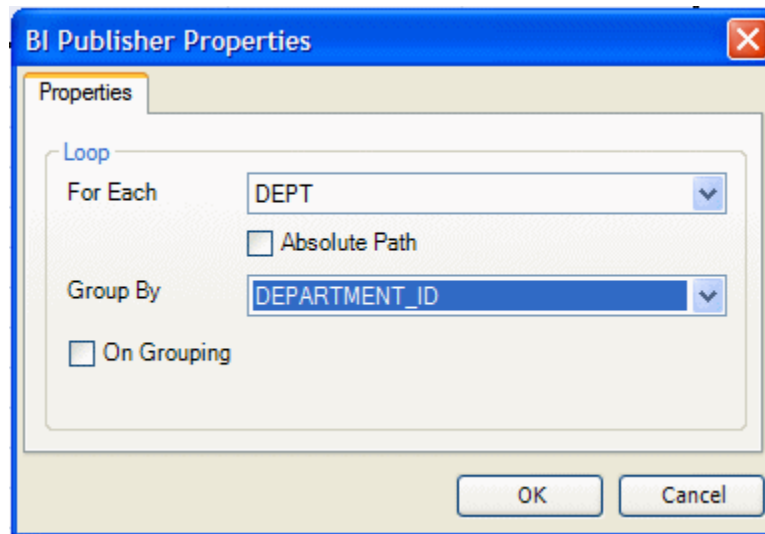 BI Publisher Properties
Properties
Loop
For Each DEPT
Absolute Path
Group By DEPARTMENT_ID
On Grouping
OK Cancel